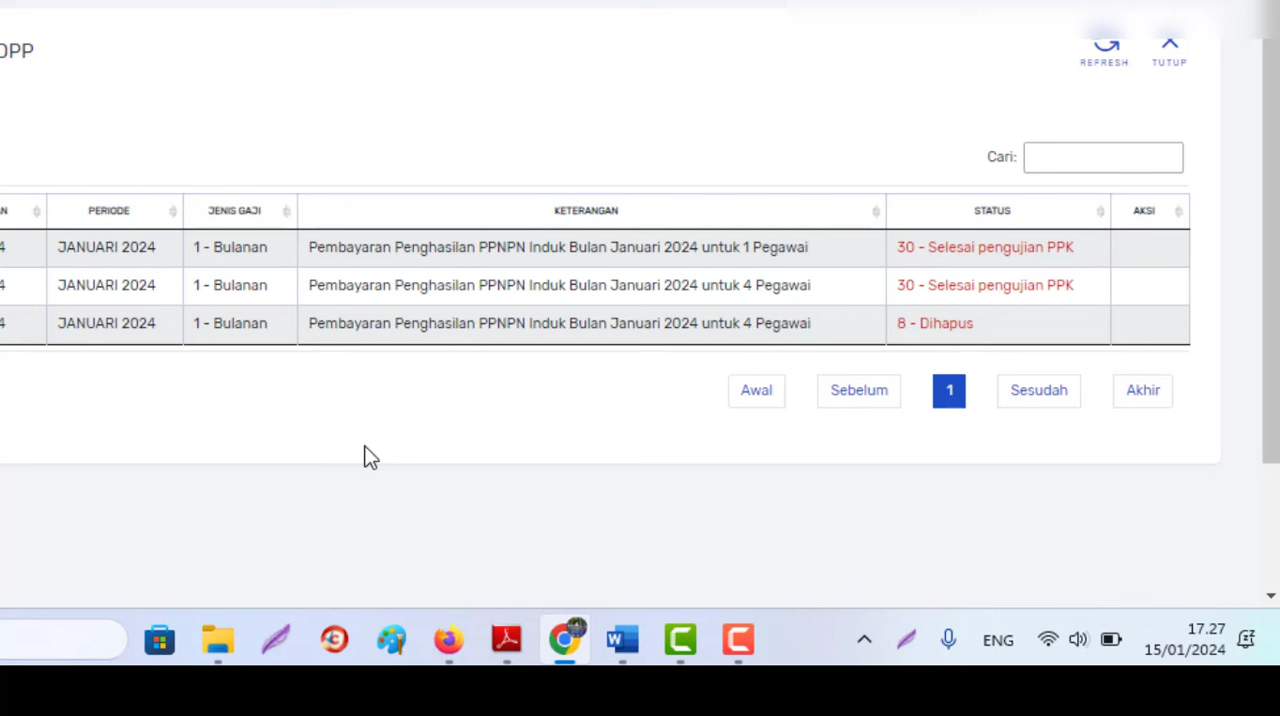 OPP
REFRESH TUTUP
Cari:
N PERIODE JENIS GAJI KETERANGAN STATUS AKSI
4 JANUARI 2024 1 - Bulanan Pembayaran Penghasilan PPNPN Induk Bulan Januari 2024 untuk 1 Pegawai 30 - Selesai pengujian PPK
JANUARI 2024 1 - Bulanan Pembayaran Penghasilan PPNPN Induk Bulan Januari 2024 untuk 4 Pegawai 30 - Selesai pengujian PPK
4 JANUARI 2024 1 - Bulanan Pembayaran Penghasilan PPNPN Induk Bulan Januari 2024 untuk 4 Pegawai 8 - Dihapus
Awal Sebelum 1 Sesudah Akhir
ENG 17.27
15/01/2024